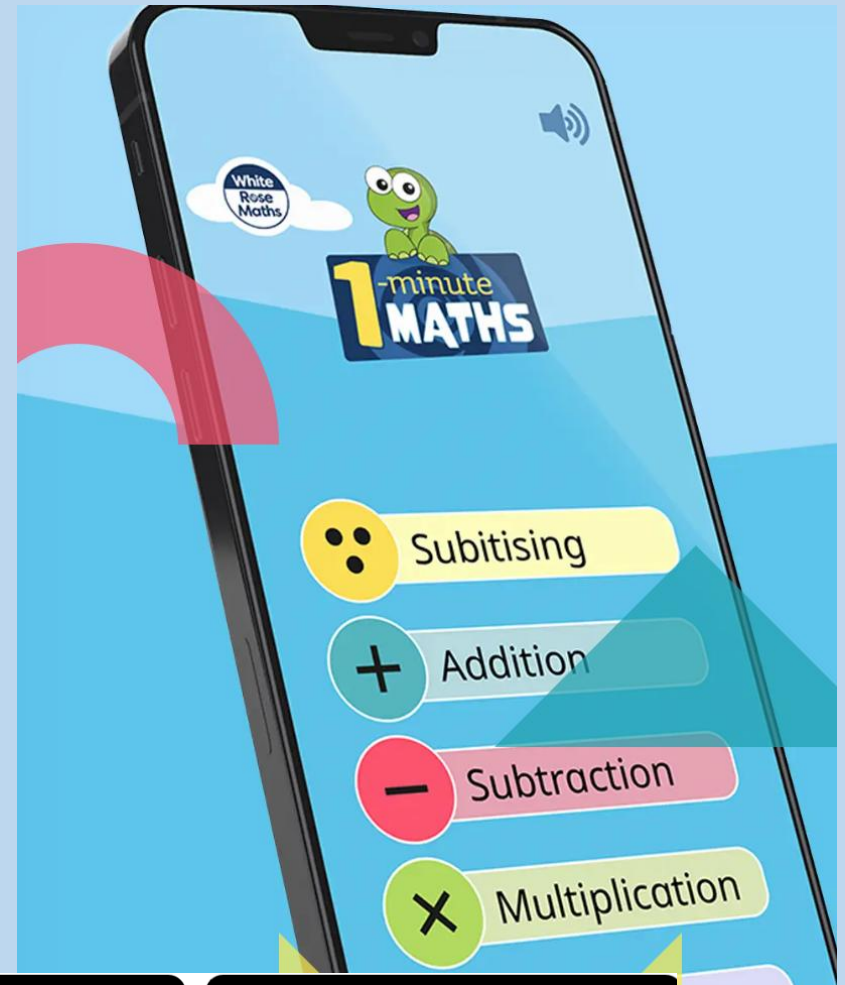 White
Rose
Maths
1-minute
MATHS
Subitising
+ Addition
− Subtraction
× Multiplication